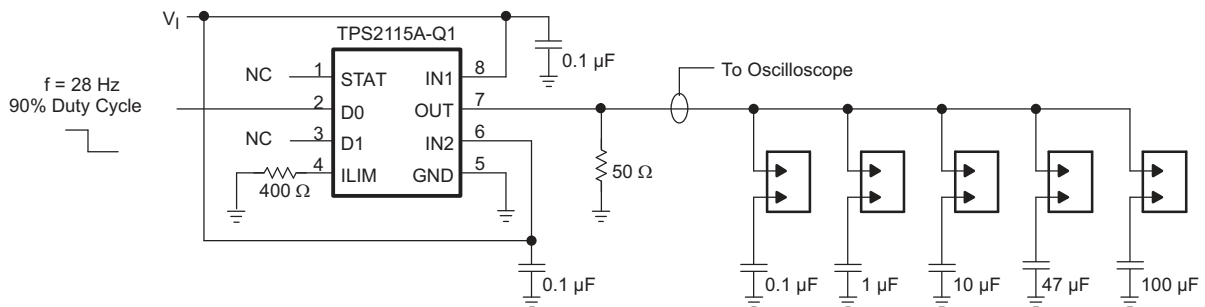 V_I
TPS2115A-Q1
0.1 µF
f = 28 Hz
90% Duty Cycle
NC
1
STAT
IN1
8
2
D0
OUT
7
To Oscilloscope
NC
3
D1
IN2
6
4
ILIM
GND
5
400 Ω
50 Ω
0.1 µF
0.1 µF
1 µF
10 µF
47 µF
100 µF